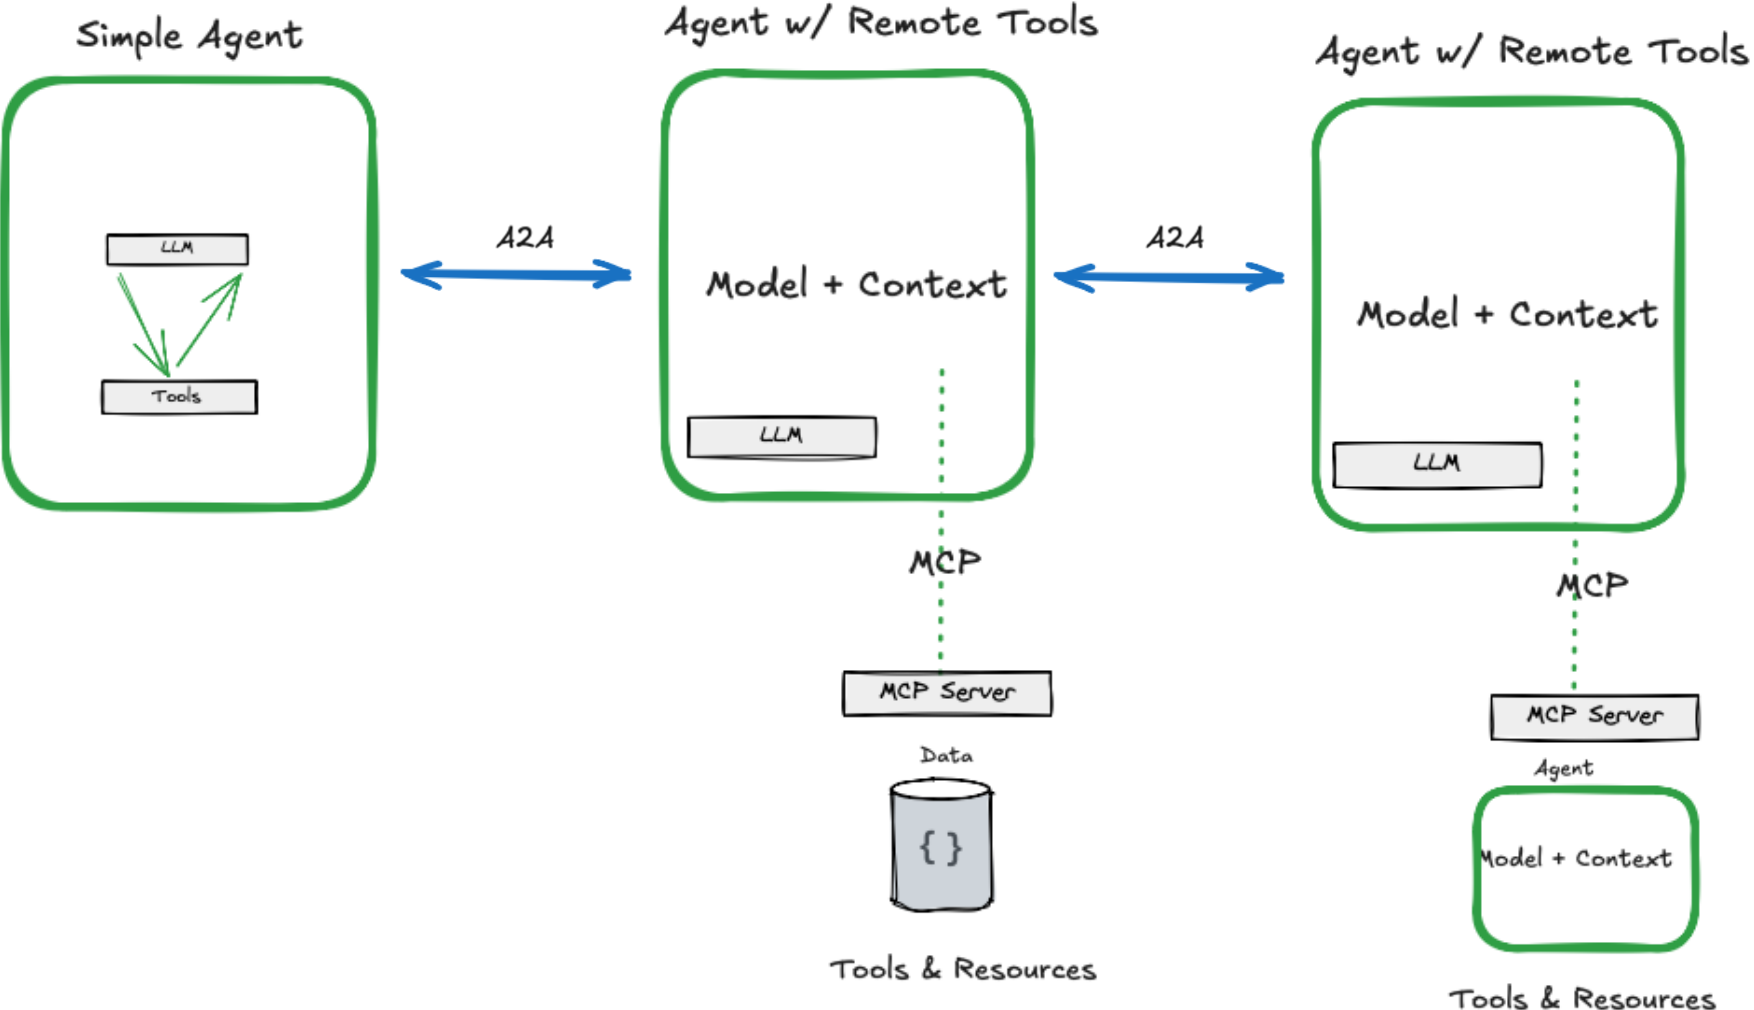 Simple Agent
Agent w/ Remote Tools
Agent w/ Remote Tools
LLM
Tools
A2A
Model + Context
LLM
A2A
Model + Context
LLM
MCP
MCP
MCP Server
Data
{}
Tools & Resources
MCP Server
Agent
Model + Context
Tools & Resources